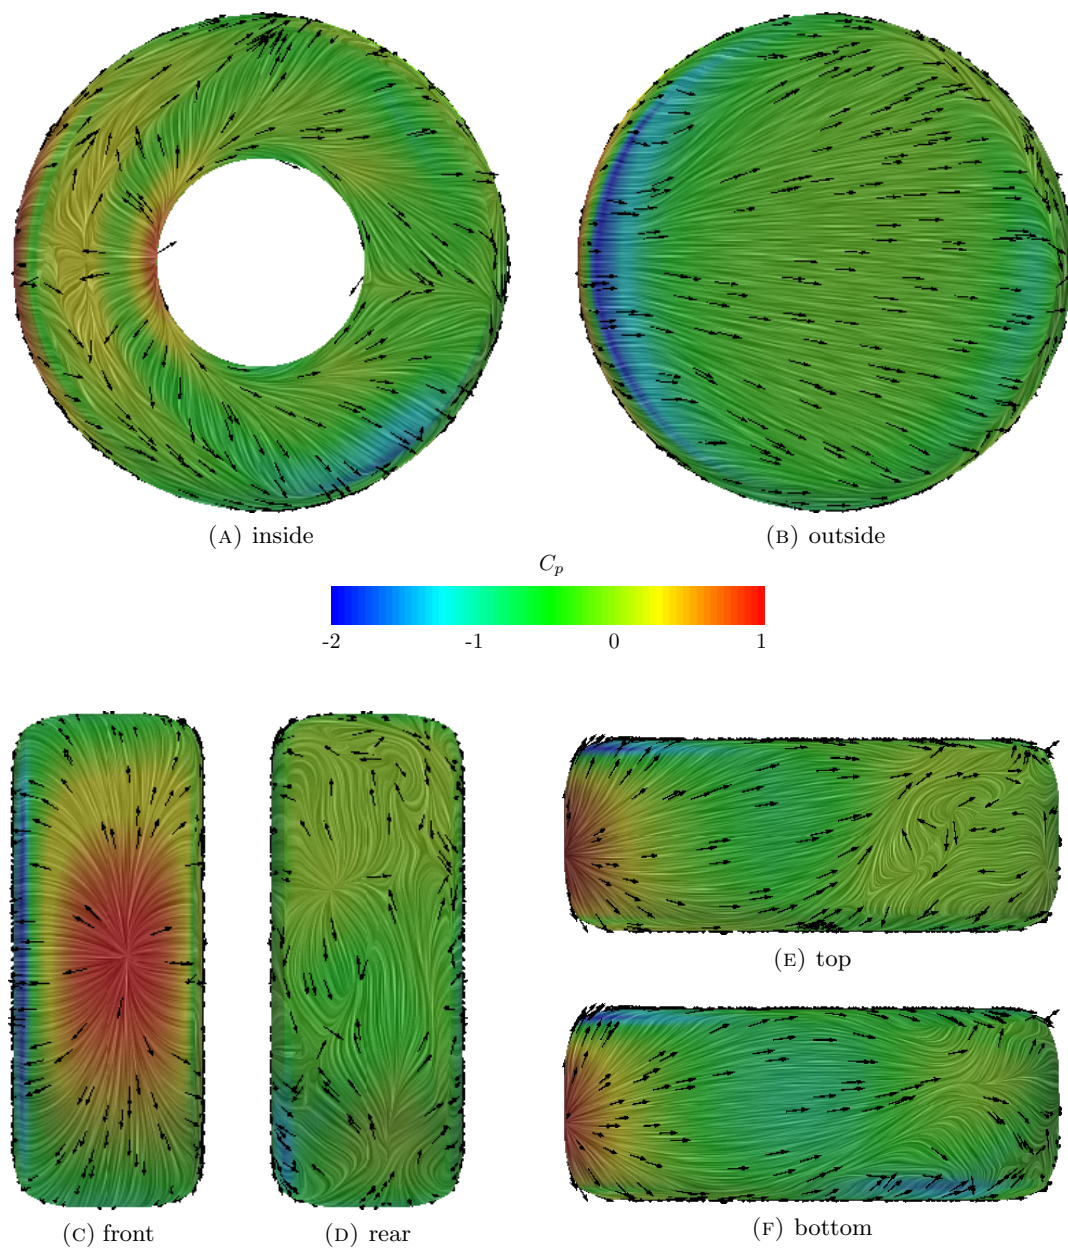 (A) inside
(B) outside
C_p
-2 -1 0 1
(E) top
(C) front
(D) rear
(F) bottom